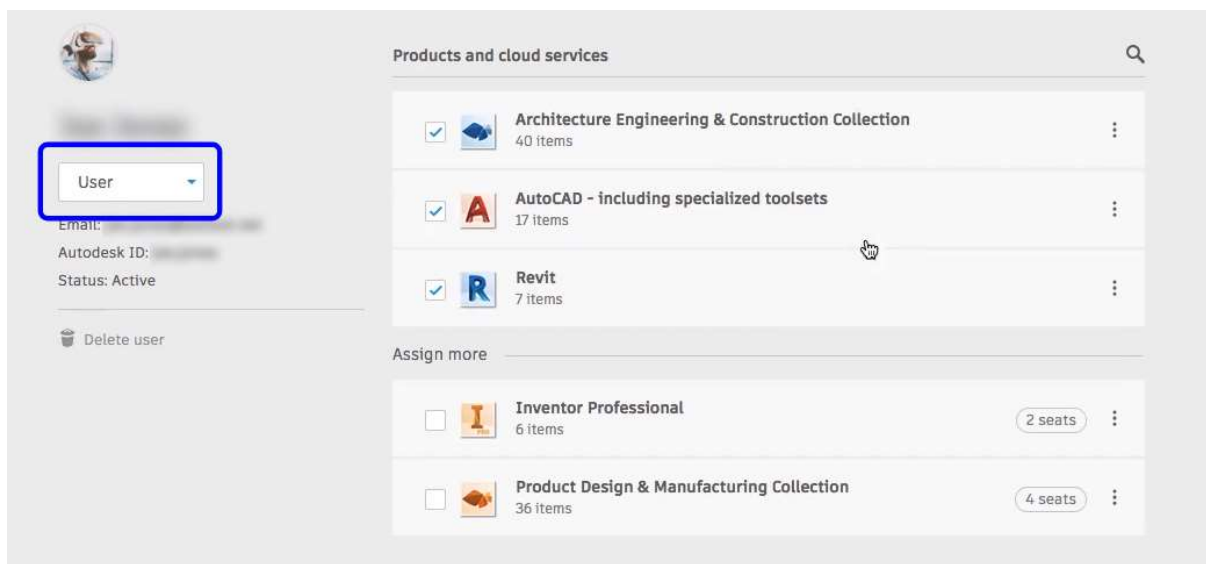 User
Email:
Autodesk ID:
Status: Active
Delete user
Products and cloud services
Architecture Engineering & Construction Collection
40 items
A
AutoCAD - including specialized toolsets
17 items
R
Revit
7 items
Assign more
I
PRO
Inventor Professional
6 items
2 seats
Product Design & Manufacturing Collection
36 items
4 seats